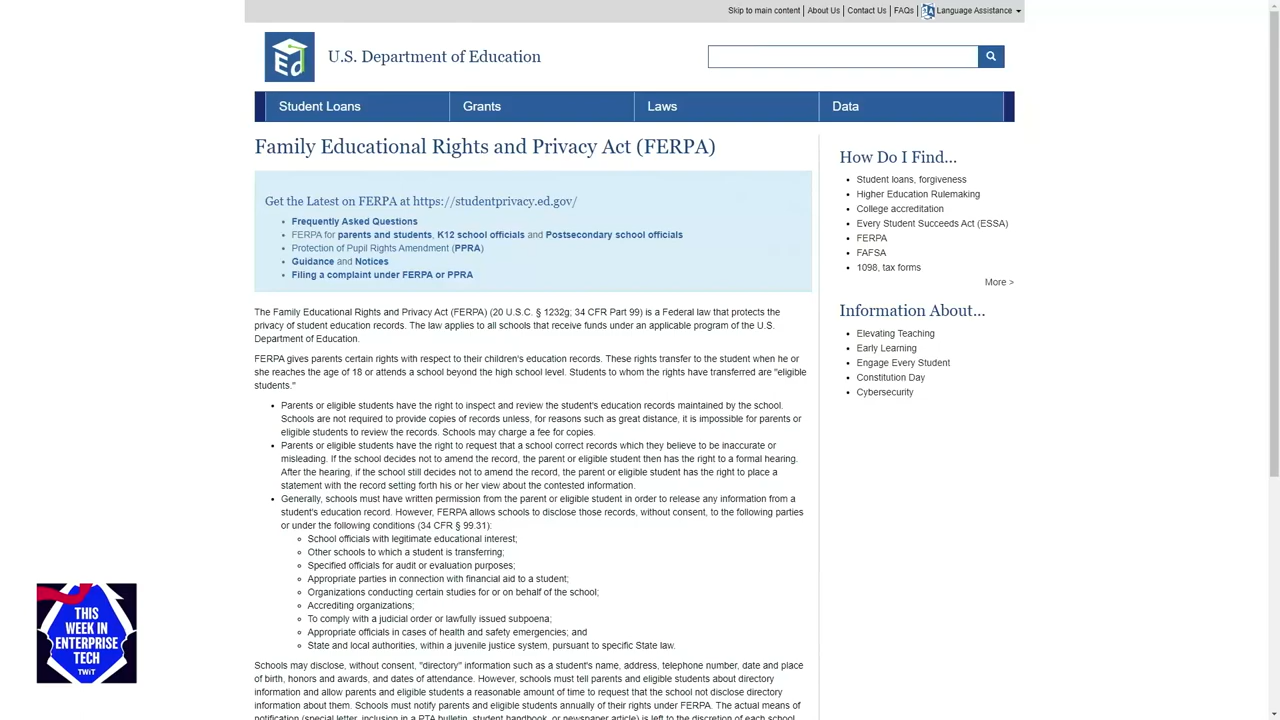 Skip to main content | About Us | Contact Us | FAQs | Language Assistance
Ed
U.S. Department of Education
Student Loans
Grants
Laws
Data
Family Educational Rights and Privacy Act (FERPA)
Get the Latest on FERPA at https://studentprivacy.ed.gov/
Frequently Asked Questions
FERPA for parents and students, K12 school officials and Postsecondary school officials
Protection of Pupil Rights Amendment (PPRA)
Guidance and Notices
Filing a complaint under FERPA or PPRA
The Family Educational Rights and Privacy Act (FERPA) (20 U.S.C. § 1232g; 34 CFR Part 99) is a Federal law that protects the
privacy of student education records. The law applies to all schools that receive funds under an applicable program of the U.S.
Department of Education.
FERPA gives parents certain rights with respect to their children's education records. These rights transfer to the student when he or
she reaches the age of 18 or attends a school beyond the high school level. Students to whom the rights have transferred are "eligible
students."
Parents or eligible students have the right to inspect and review the student's education records maintained by the school.
Schools are not required to provide copies of records unless, for reasons such as great distance, it is impossible for parents or
eligible students to review the records. Schools may charge a fee for copies.
Parents or eligible students have the right to request that a school correct records which they believe to be inaccurate or
misleading. If the school decides not to amend the record, the parent or eligible student then has the right to a formal hearing.
After the hearing, if the school still decides not to amend the record, the parent or eligible student has the right to place a
statement with the record setting forth his or her view about the contested information.
Generally, schools must have written permission from the parent or eligible student in order to release any information from a
student's education record. However, FERPA allows schools to disclose those records, without consent, to the following parties
or under the following conditions (34 CFR § 99.31):
School officials with legitimate educational interest;
Other schools to which a student is transferring;
Specified officials for audit or evaluation purposes;
Appropriate parties in connection with financial aid to a student;
Organizations conducting certain studies for or on behalf of the school;
Accrediting organizations;
To comply with a judicial order or lawfully issued subpoena;
Appropriate officials in cases of health and safety emergencies; and
State and local authorities, within a juvenile justice system, pursuant to specific State law.
Schools may disclose, without consent, "directory" information such as a student's name, address, telephone number, date and place
of birth, honors and awards, and dates of attendance. However, schools must tell parents and eligible students about directory
information and allow parents and eligible students a reasonable amount of time to request that the school not disclose directory
information about them. Schools must notify parents and eligible students annually of their rights under FERPA. The actual means of
notification (special letter, inclusion in a PTA bulletin, student handbook, or newspaper article) is left to the discretion of each school.
How Do I Find...
Student loans, forgiveness
Higher Education Rulemaking
College accreditation
Every Student Succeeds Act (ESSA)
FERPA
FAFSA
1098, tax forms
More >
Information About...
Elevating Teaching
Early Learning
Engage Every Student
Constitution Day
Cybersecurity
THIS
WEEK IN
ENTERPRISE
TECH
TWiT